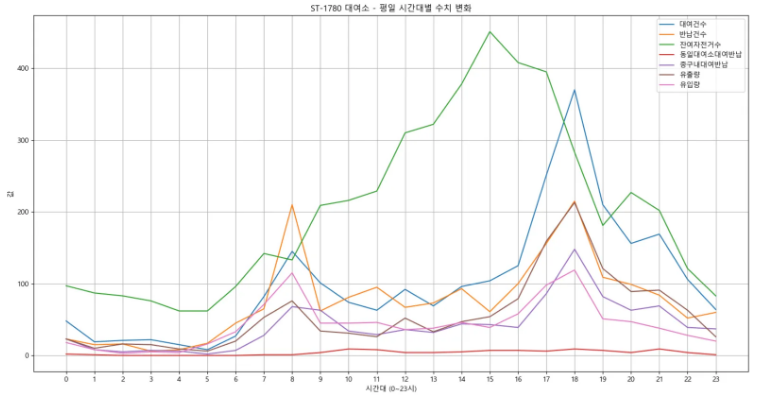 ST-1780 대여소 - 평일 시간대별 수치 변화
대여건수
반납건수
잔여자전거수
동일대여소대여반납
중구내대여반납
유출량
유입량
값
400
300
200
100
0
0 1 2 3 4 5 6 7 8 9 10 11 12 13 14 15 16 17 18 19 20 21 22 23
시간대 (0~23시)